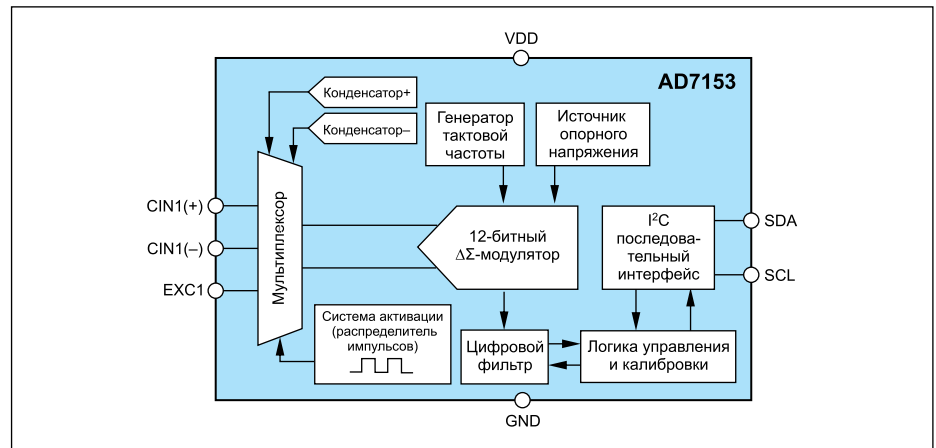 VDD
AD7153
Конденсатор+
Конденсатор–
Генератор
тактовой
частоты
Источник
опорного
напряжения
CIN1(+)
CIN1(–)
EXC1
Мультиплексор
12-битный
ΔΣ-модулятор
I²C
последова-
тельный
интерфейс
SDA
SCL
Система активации
(распределитель
импульсов)
Цифровой
фильтр
Логика управления
и калибровки
GND